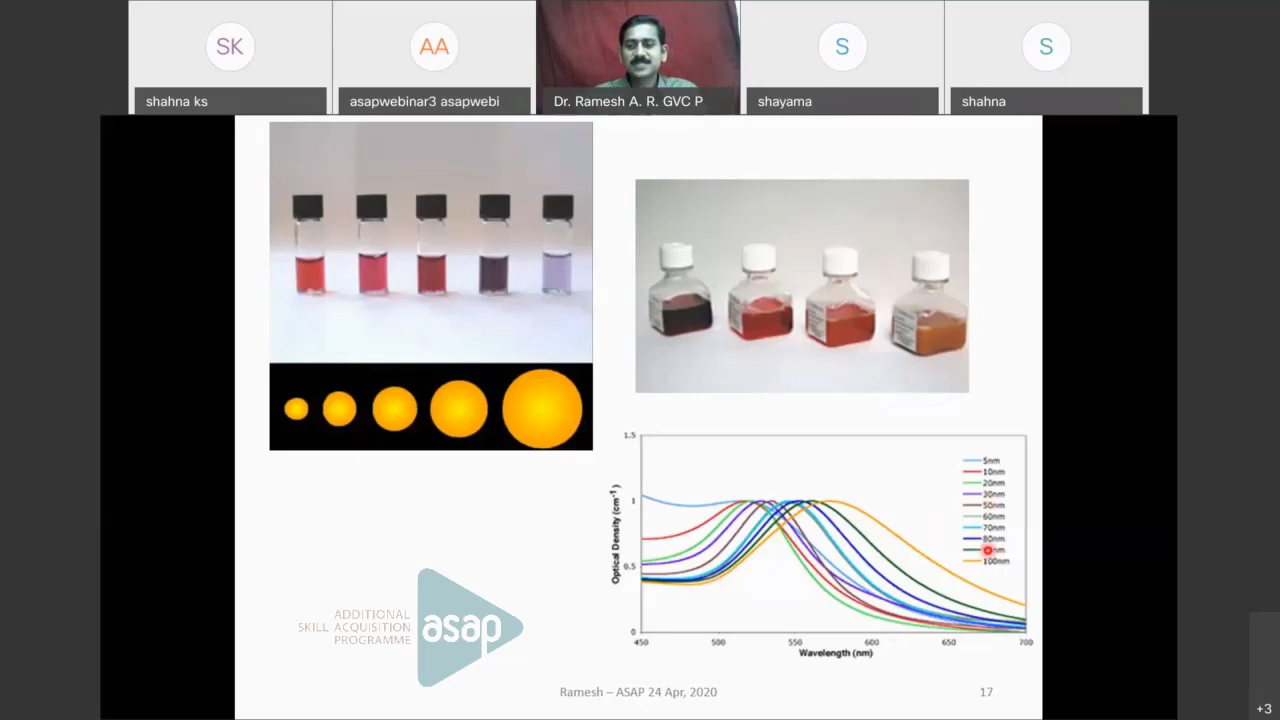 SK
AA
S
S
shahna ks
asapwebinar3 asapwebi
Dr. Ramesh A. R. GVC P
shayama
shahna
1.5
1
0.5
0
Optical Density (cm⁻¹)
5nm
10nm
20nm
30nm
50nm
60nm
70nm
80nm
100nm
450
500
550
600
650
700
Wavelength (nm)
ADDITIONAL
SKILL ACQUISITION
PROGRAMME
asap
Ramesh – ASAP 24 Apr, 2020
17
+3